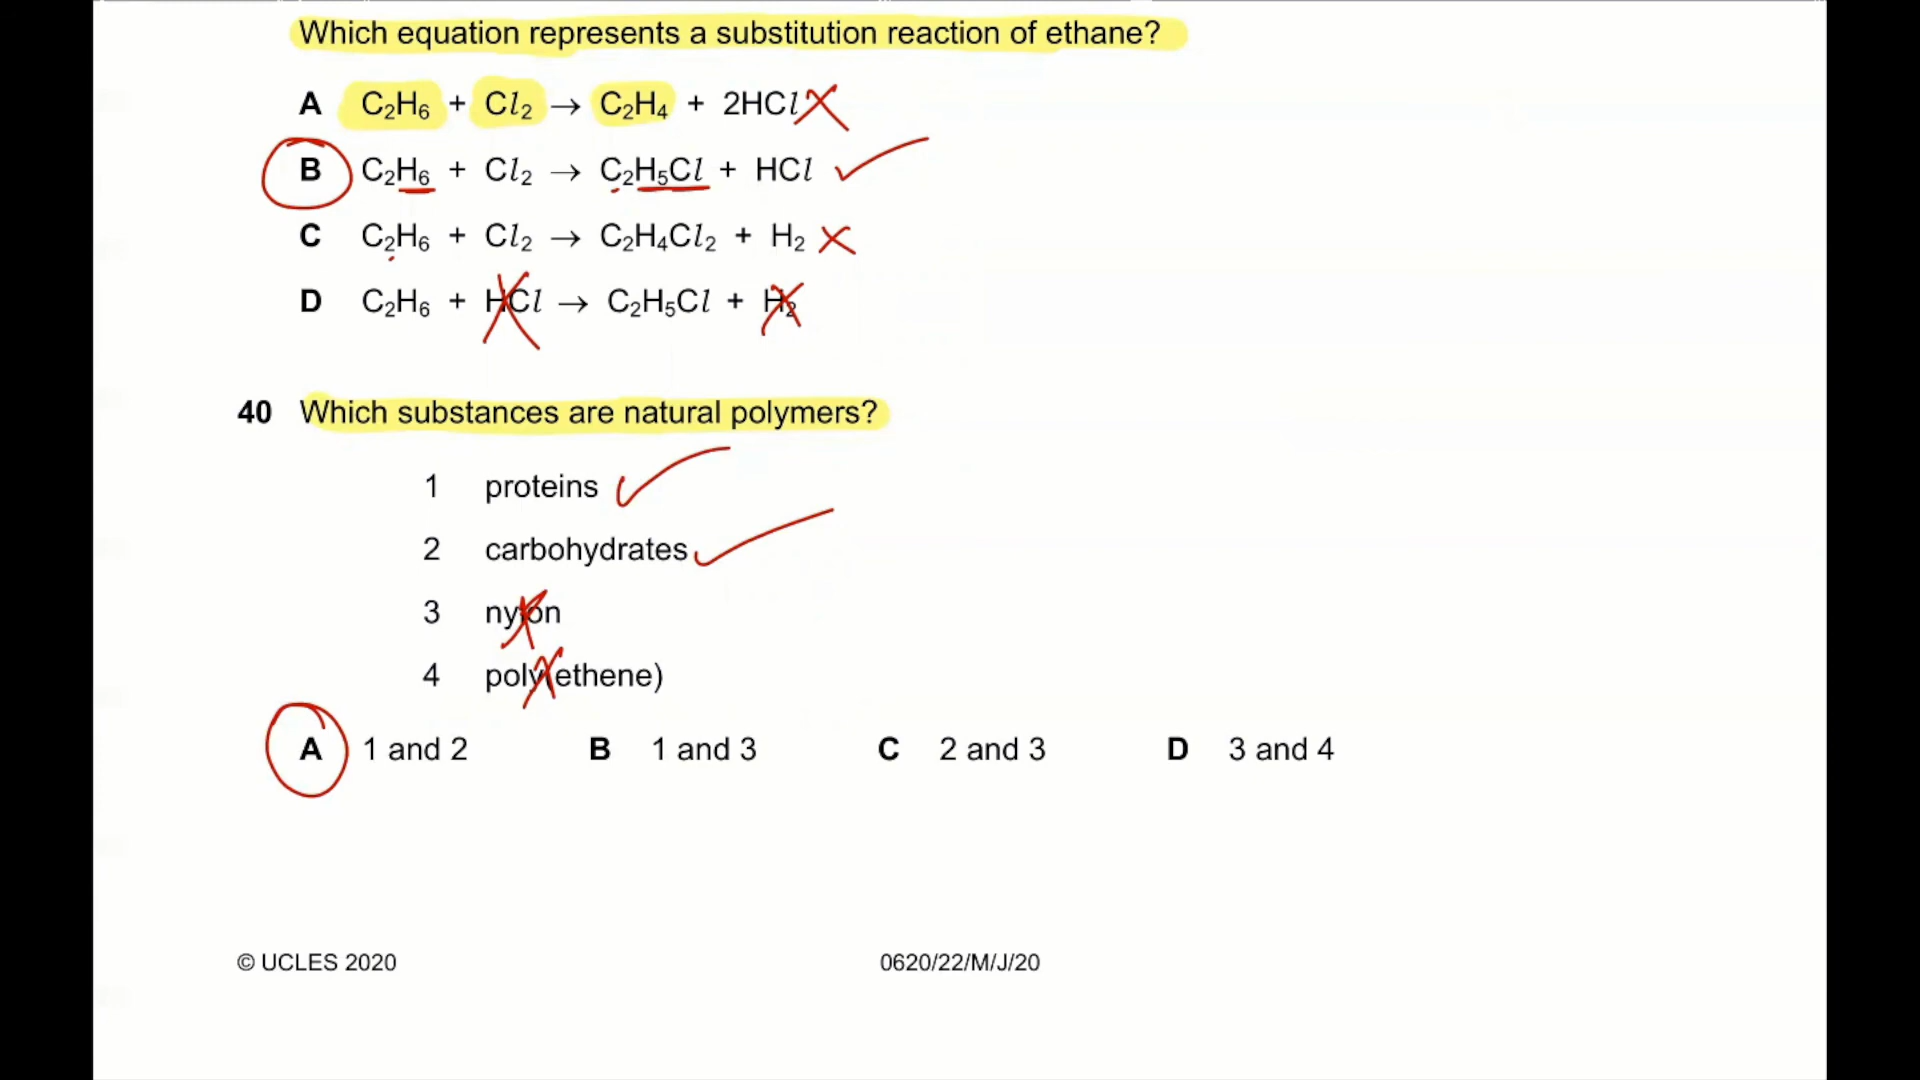 Which equation represents a substitution reaction of ethane?
A C₂H₆ + Cl₂ → C₂H₄ + 2HCl
B C₂H₆ + Cl₂ → C₂H₅Cl + HCl
C C₂H₆ + Cl₂ → C₂H₄Cl₂ + H₂
D C₂H₆ + HCl → C₂H₅Cl + H₂
40 Which substances are natural polymers?
1 proteins
2 carbohydrates
3 nylon
4 poly(ethene)
A 1 and 2 B 1 and 3 C 2 and 3 D 3 and 4
© UCLES 2020 0620/22/M/J/20